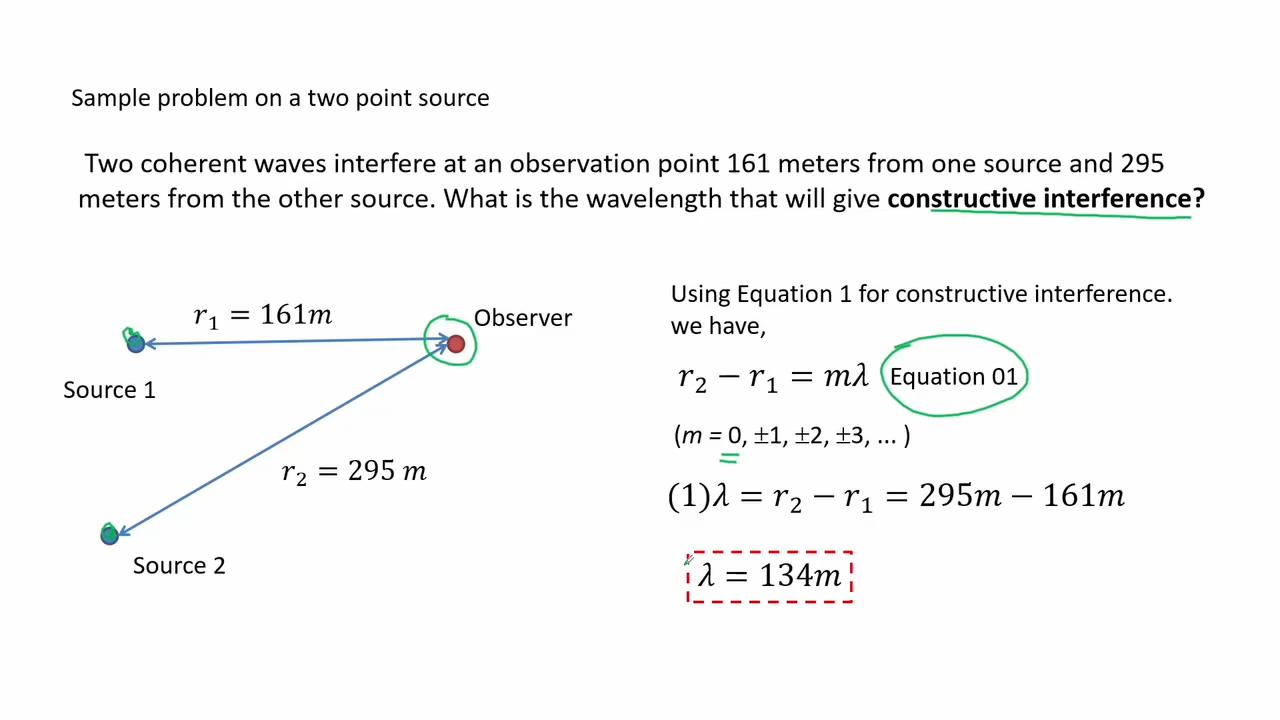 Sample problem on a two point source
Two coherent waves interfere at an observation point 161 meters from one source and 295
meters from the other source. What is the wavelength that will give constructive interference?
r₁ = 161m
Observer
Source 1
r₂ = 295 m
Source 2
Using Equation 1 for constructive interference.
we have,
r₂ − r₁ = mλ Equation 01
(m = 0, ±1, ±2, ±3, ... )
(1)λ = r₂ − r₁ = 295m − 161m
λ = 134m